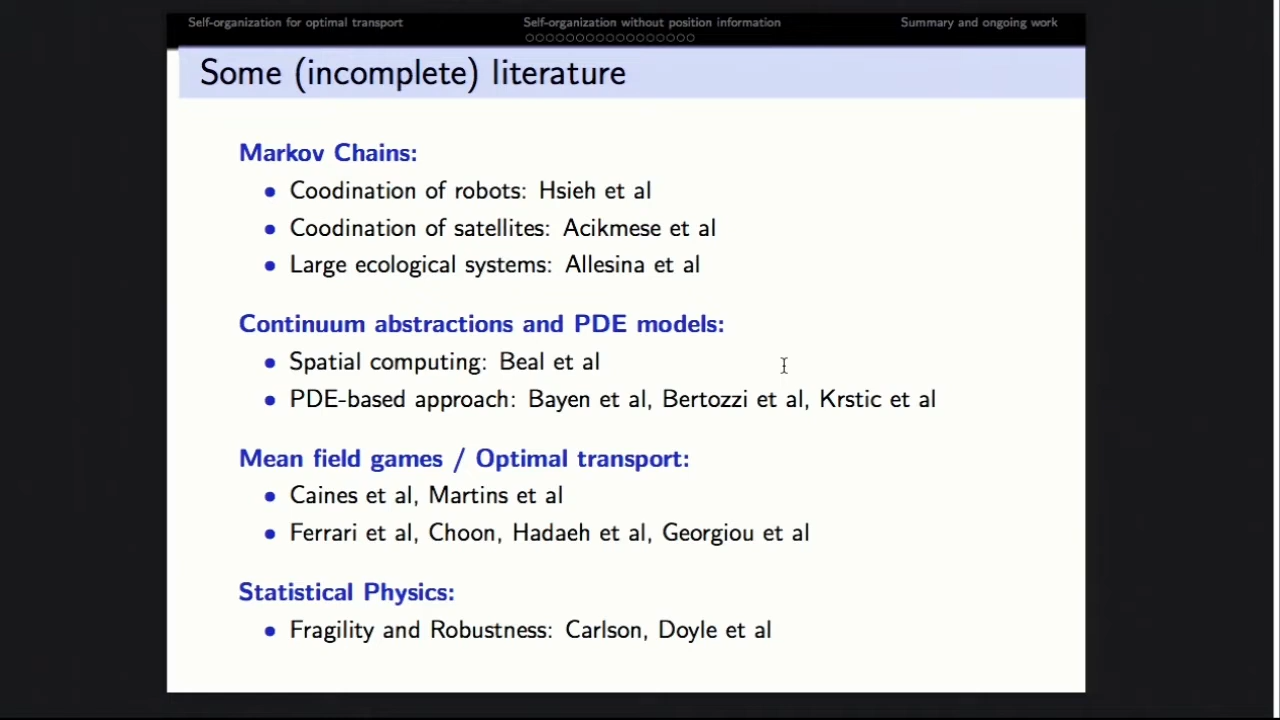 Self-organization for optimal transport
Self-organization without position information
Summary and ongoing work
Some (incomplete) literature
Markov Chains:
Coodination of robots: Hsieh et al
Coodination of satellites: Acikmese et al
Large ecological systems: Allesina et al
Continuum abstractions and PDE models:
Spatial computing: Beal et al
PDE-based approach: Bayen et al, Bertozzi et al, Krstic et al
Mean field games / Optimal transport:
Caines et al, Martins et al
Ferrari et al, Choon, Hadaeh et al, Georgiou et al
Statistical Physics:
Fragility and Robustness: Carlson, Doyle et al